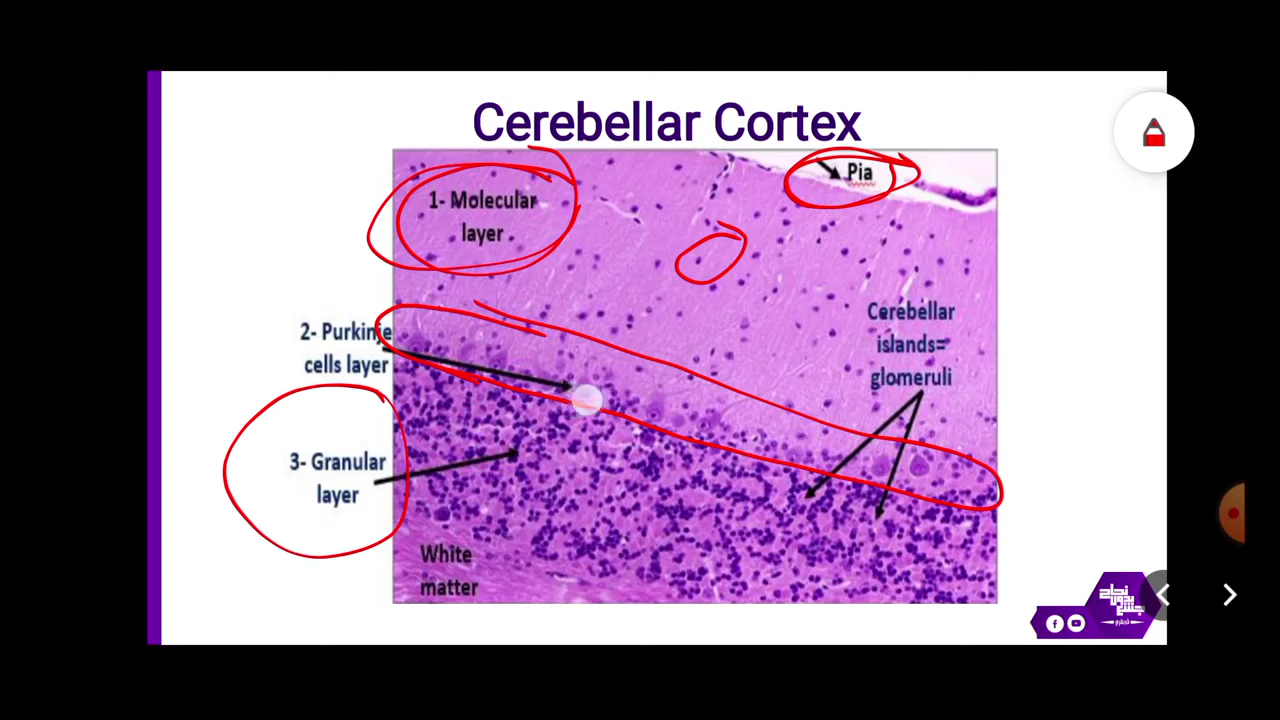 Cerebellar Cortex
Pia
1- Molecular
layer
2- Purkinje
cells layer
Cerebellar
islands=
glomeruli
3- Granular
layer
White
matter